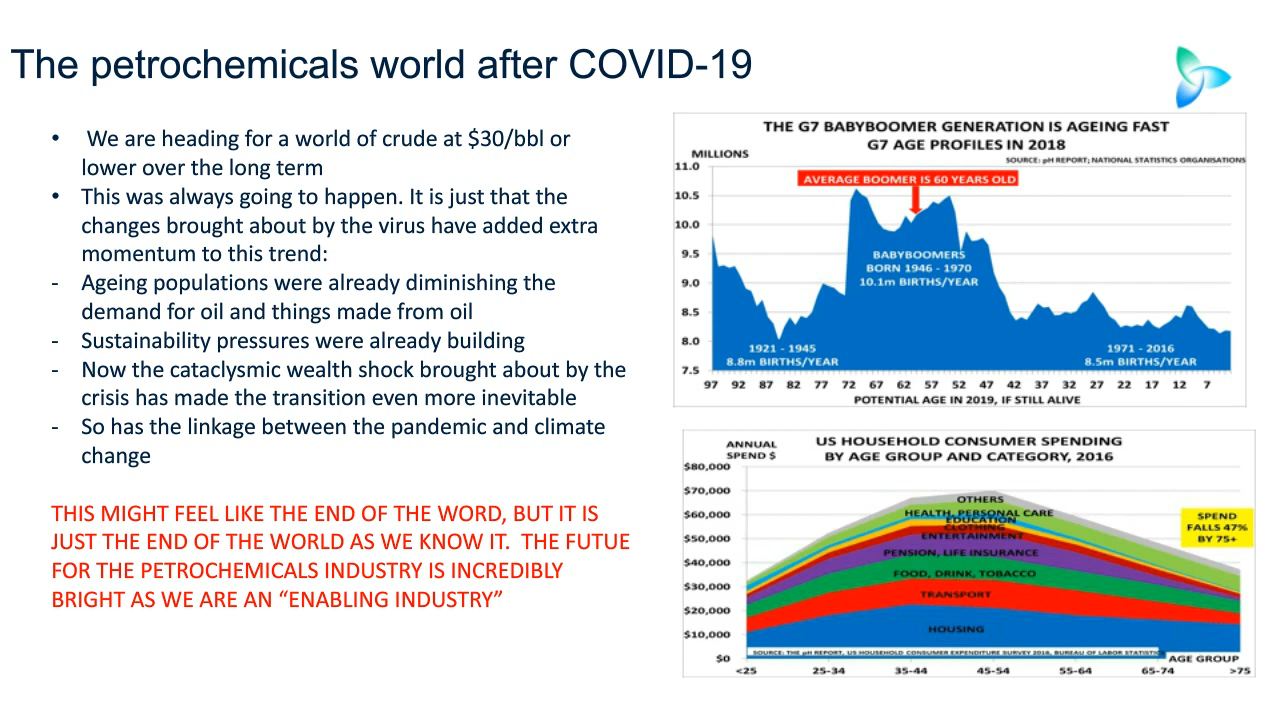 The petrochemicals world after COVID-19
• We are heading for a world of crude at $30/bbl or
lower over the long term
• This was always going to happen. It is just that the
changes brought about by the virus have added extra
momentum to this trend:
- Ageing populations were already diminishing the
demand for oil and things made from oil
- Sustainability pressures were already building
- Now the cataclysmic wealth shock brought about by the
crisis has made the transition even more inevitable
- So has the linkage between the pandemic and climate
change
THIS MIGHT FEEL LIKE THE END OF THE WORD, BUT IT IS
JUST THE END OF THE WORLD AS WE KNOW IT. THE FUTUE
FOR THE PETROCHEMICALS INDUSTRY IS INCREDIBLY
BRIGHT AS WE ARE AN “ENABLING INDUSTRY”
THE G7 BABYBOOMER GENERATION IS AGEING FAST
G7 AGE PROFILES IN 2018
MILLIONS
SOURCE: pH REPORT; NATIONAL STATISTICS ORGANISATIONS
11.0
AVERAGE BOOMER IS 60 YEARS OLD
10.5
10.0
9.5
BABYBOOMERS
BORN 1946 - 1970
10.1m BIRTHS/YEAR
9.0
8.5
8.0
1921 - 1945
8.8m BIRTHS/YEAR
1971 - 2016
8.5m BIRTHS/YEAR
7.5
97 92 87 82 77 72 67 62 57 52 47 42 37 32 27 22 17 12 7
POTENTIAL AGE IN 2019, IF STILL ALIVE
ANNUAL
SPEND $
US HOUSEHOLD CONSUMER SPENDING
BY AGE GROUP AND CATEGORY, 2016
$80,000
$70,000
OTHERS
HEALTH, PERSONAL CARE
$60,000
EDUCATION
CLOTHING
SPEND
FALLS 47%
BY 75+
ENTERTAINMENT
$50,000
PENSION, LIFE INSURANCE
$40,000
FOOD, DRINK, TOBACCO
$30,000
TRANSPORT
$20,000
HOUSING
$10,000
SOURCE: THE pH REPORT, US HOUSEHOLD CONSUMER EXPENDITURE SURVEY 2016, BUREAU OF LABOR STATISTIC
$0
AGE GROUP
<25 25-34 35-44 45-54 55-64 65-74 >75